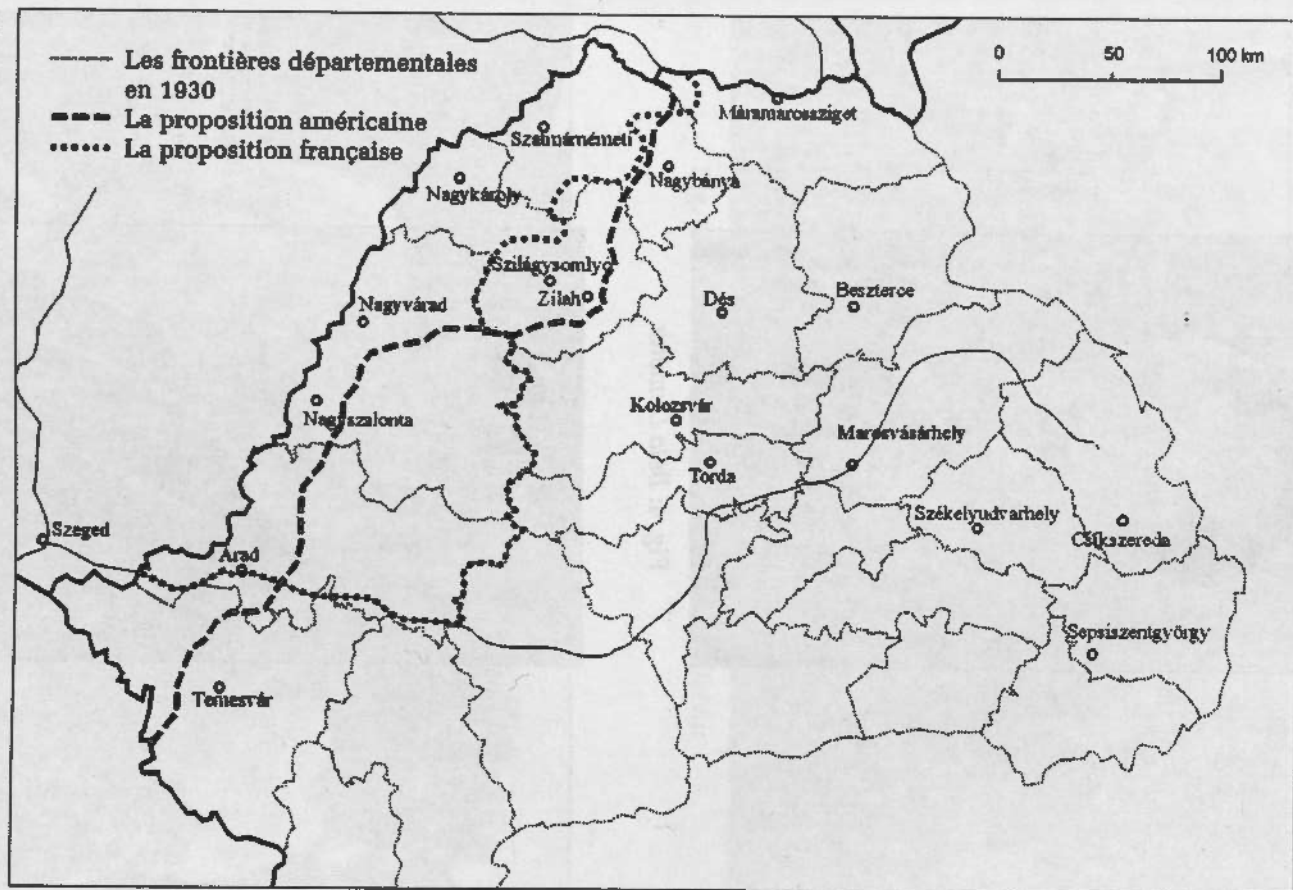 Les frontières départementales
en 1930
La proposition américaine
La proposition française
0 50 100 km
Máramarossziget
Szatmárnémeti
Nagybánya
Nagykároly
Szilágysomlyó
Zilah
Nagyvárad
Dés
Beszterce
Nagyszalonta
Kolozsvár
Marosvásárhely
Torda
Székelyudvarhely
Csíkszereda
Szeged
Arad
Sepsiszentgyörgy
Temesvár